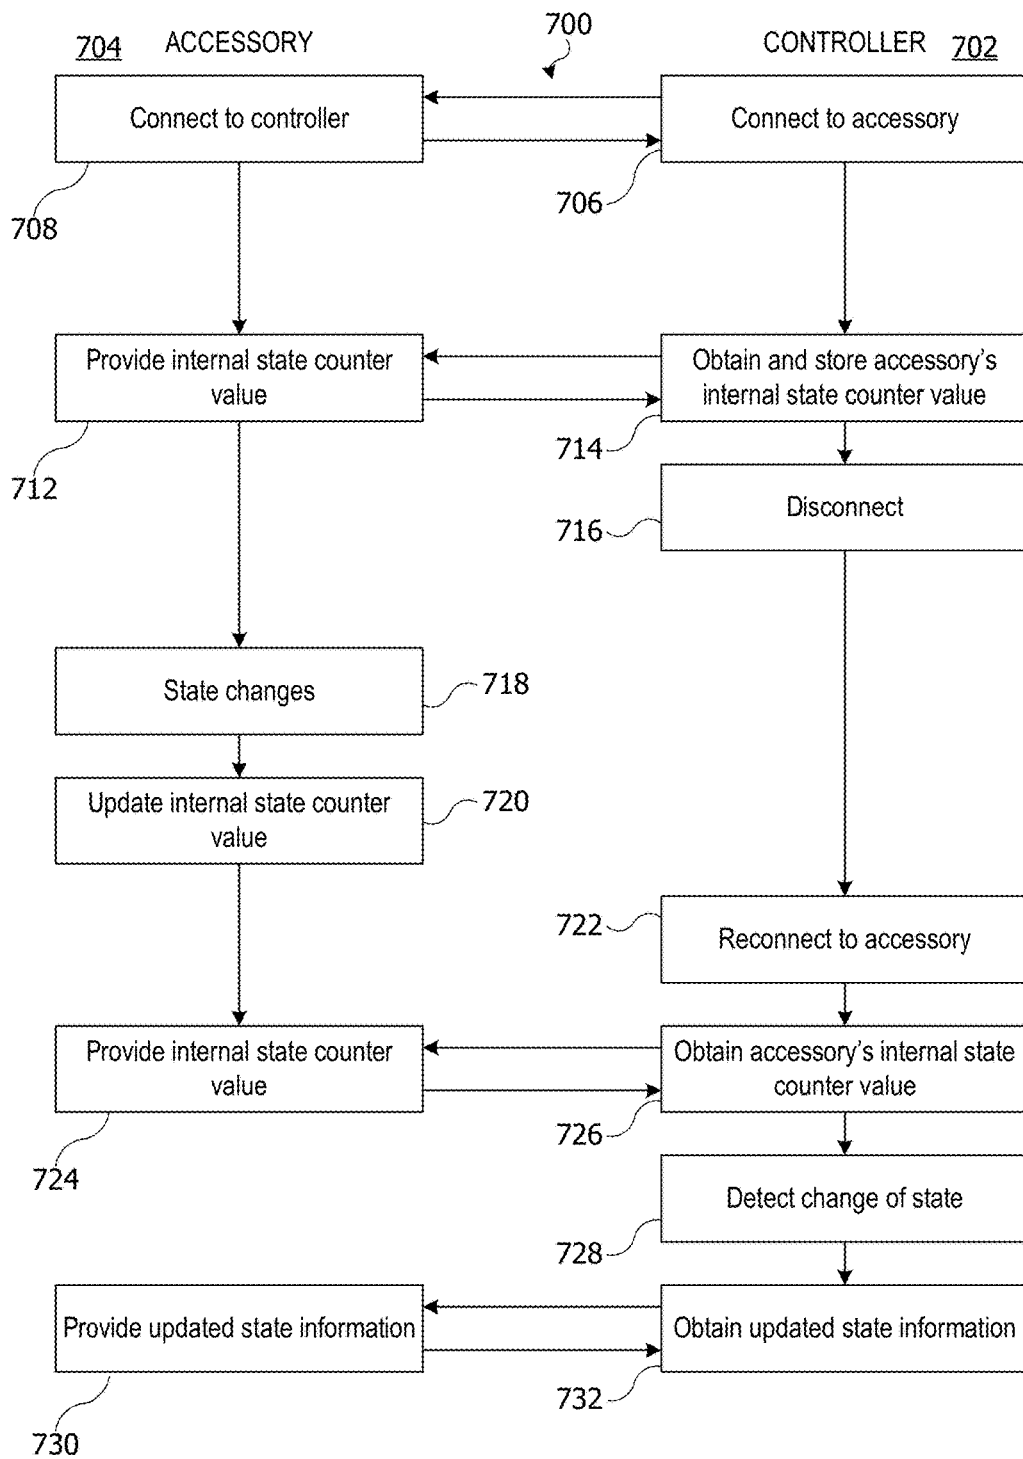 700
704 ACCESSORY
CONTROLLER 702
Connect to controller
Connect to accessory
708
706
Provide internal state counter
value
Obtain and store accessory's
internal state counter value
712
714
Disconnect
716
State changes
718
Update internal state counter
value
720
722
Reconnect to accessory
Provide internal state counter
value
Obtain accessory's internal state
counter value
724
726
Detect change of state
728
Provide updated state information
Obtain updated state information
730
732